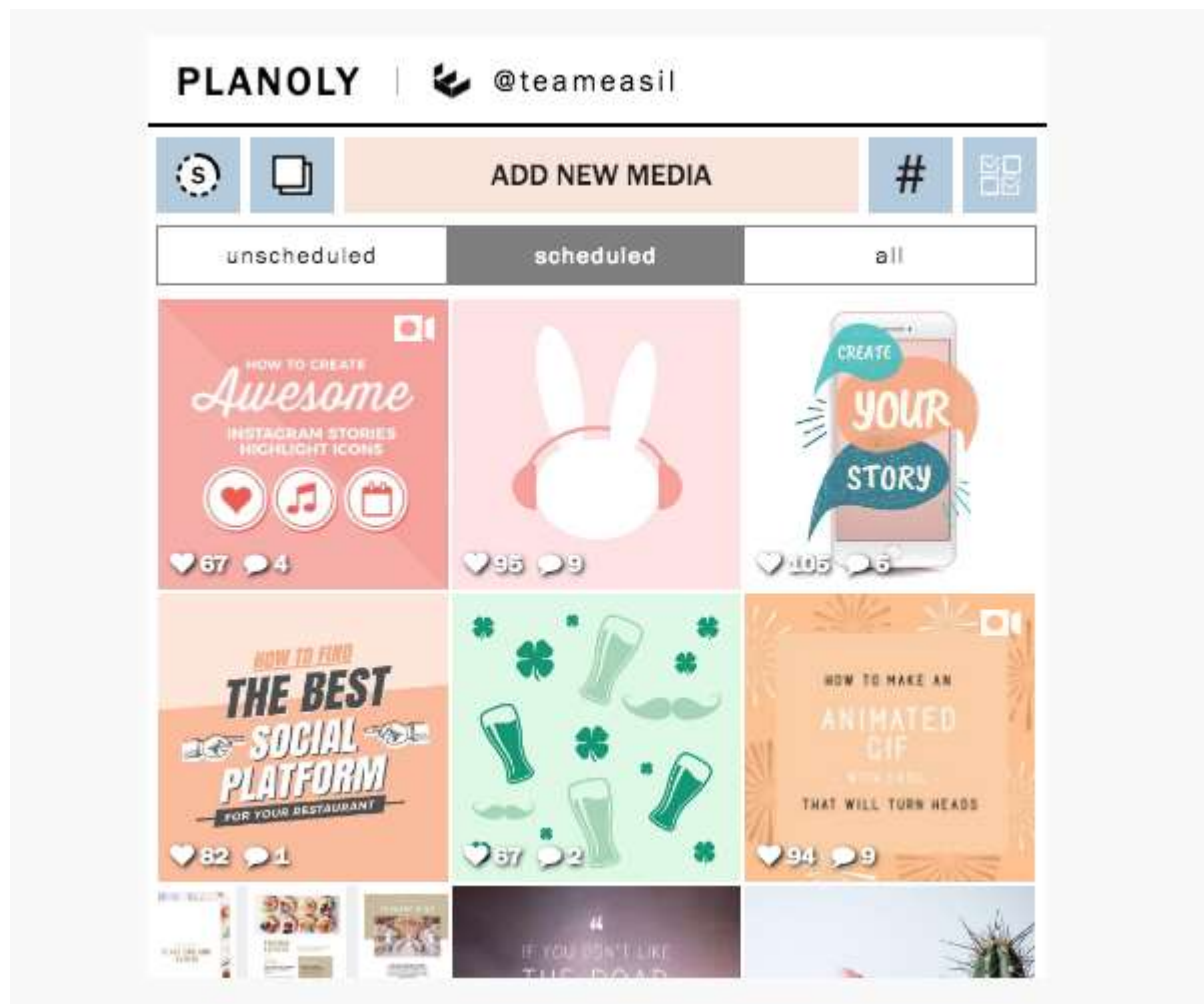 PLANOLY | @teameasil
S ADD NEW MEDIA #
unscheduled scheduled all
HOW TO CREATE
Awesome
INSTAGRAM STORIES
HIGHLIGHT ICONS
67 4
95 9
CREATE
YOUR
STORY
105 6
HOW TO FIND
THE BEST
SOCIAL
PLATFORM
FOR YOUR RESTAURANT
82 1
67 2
HOW TO MAKE AN
ANIMATED
GIF
THAT WILL TURN HEADS
94 9
“
IF YOU DON'T LIKE
THE ROAD